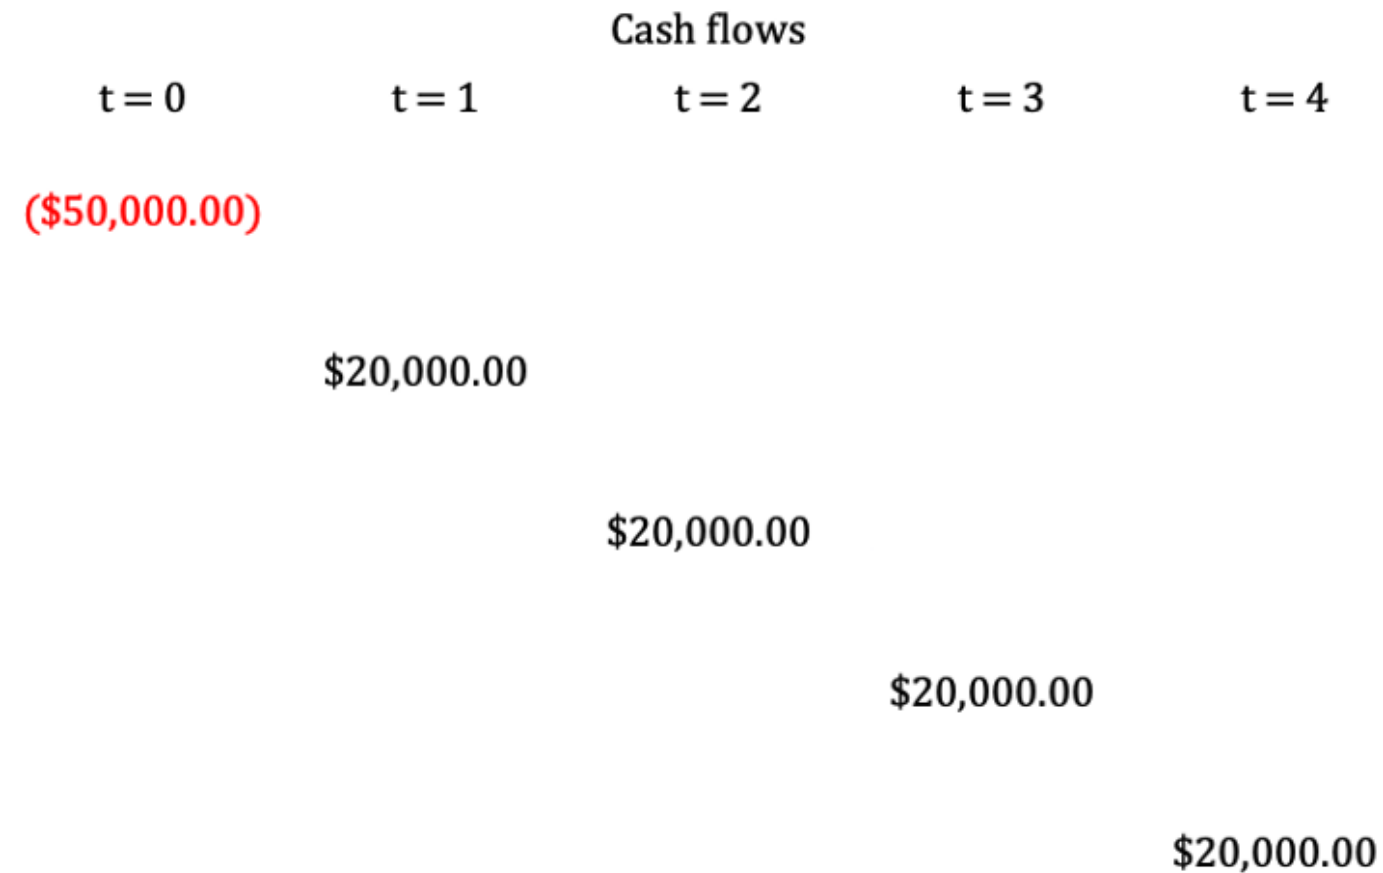 Cash flows
t = 0 t = 1 t = 2 t = 3 t = 4
($50,000.00)
$20,000.00
$20,000.00
$20,000.00
$20,000.00